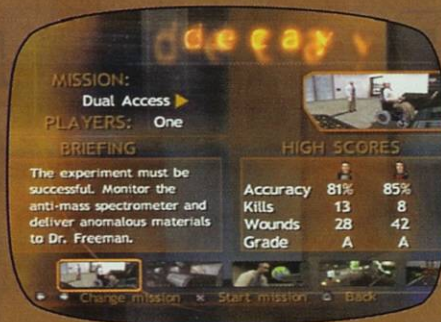 decay
MISSION:
Dual Access
PLAYERS: One
BRIEFING
The experiment must be
successful. Monitor the
anti-mass spectrometer and
deliver anomalous materials
to Dr. Freeman.
HIGH SCORES
Accuracy 81% 85%
Kills 13 8
Wounds 28 42
Grade A A
Change mission Start mission Back